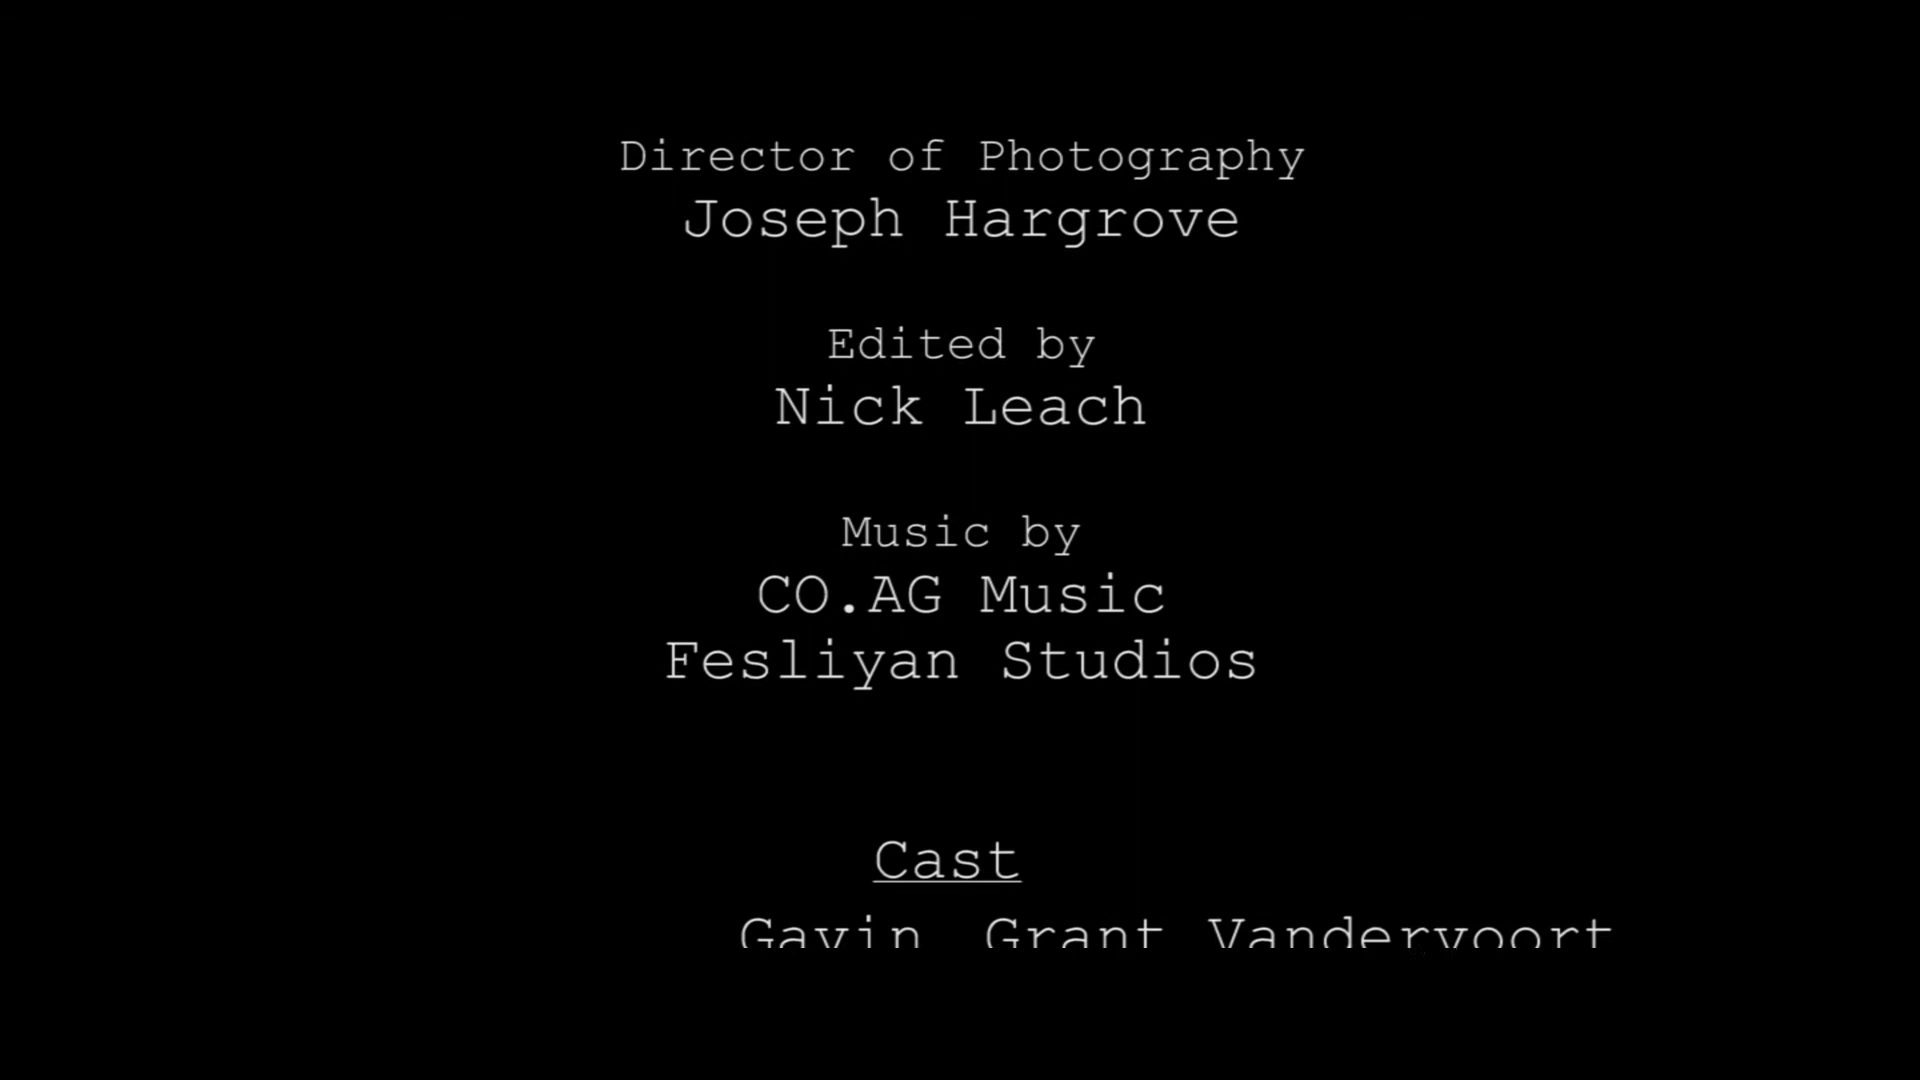 Director of Photography
Joseph Hargrove
Edited by
Nick Leach
Music by
CO.AG Music
Fesliyan Studios
Cast
Gavin Grant Vandervoort